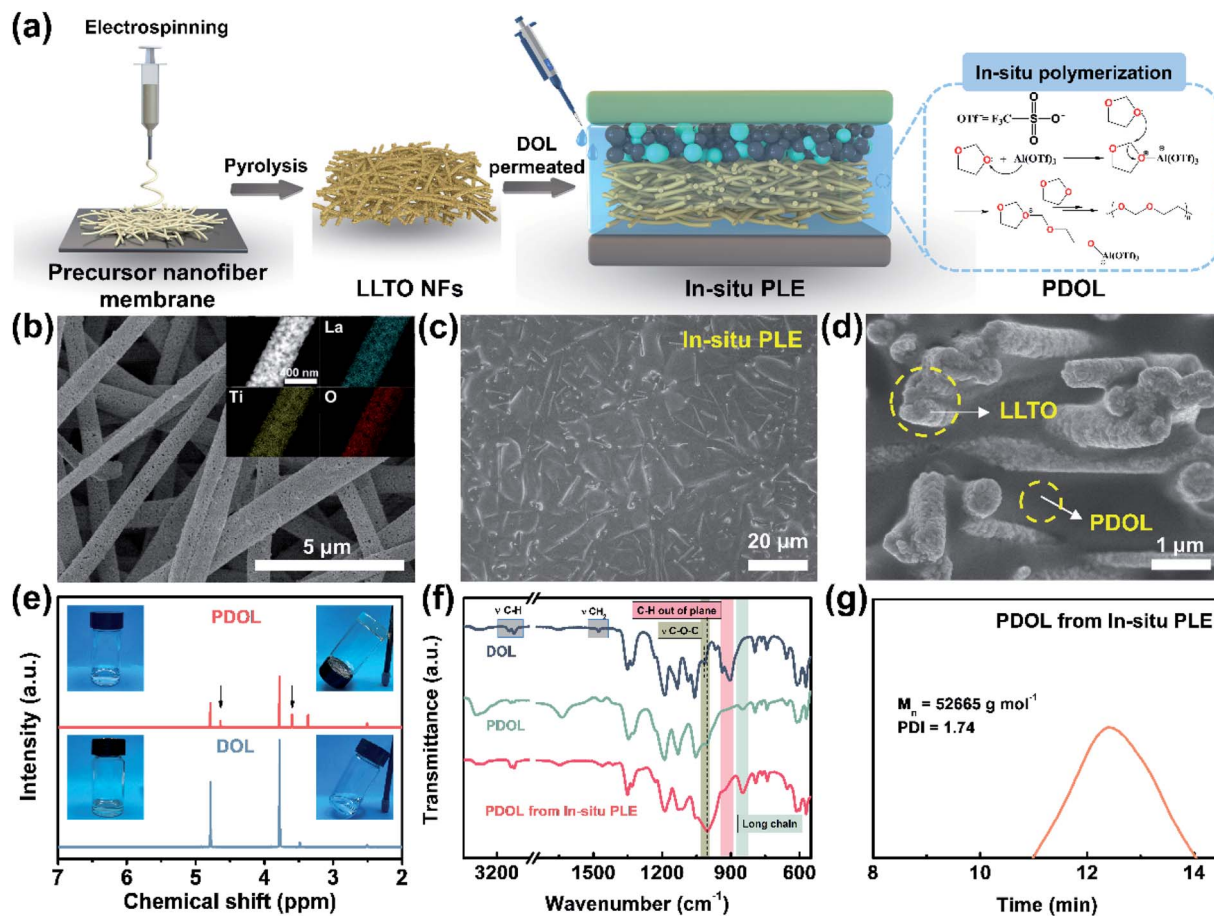 (a)
Electrospinning
Precursor nanofiber
membrane
Pyrolysis
LLTO NFs
DOL
permeated
In-situ PLE
In-situ polymerization
OTf⁻= F₃C
S
O
O
O⁻
O
O
O
+ Al(OTf)₃
O
O
⊕
⊖
Al(OTf)₃
O
O
O
⊕
O
O
O
O
n
O
Al(OTf)₃
n
PDOL
(b)
La
400 nm
Ti
O
5 μm
(c)
In-situ PLE
20 μm
(d)
LLTO
PDOL
1 μm
(e)
PDOL
DOL
Intensity (a.u.)
7 6 5 4 3 2
Chemical shift (ppm)
(f)
ν C-H
ν CH₂
C-H out of plane
ν C-O-C
DOL
PDOL
PDOL from In-situ PLE
Long chain
Transmittance (a.u.)
3200 1500 1200 900 600
Wavenumber (cm⁻¹)
(g)
PDOL from In-situ PLE
Mₙ = 52665 g mol⁻¹
PDI = 1.74
8 10 12 14
Time (min)